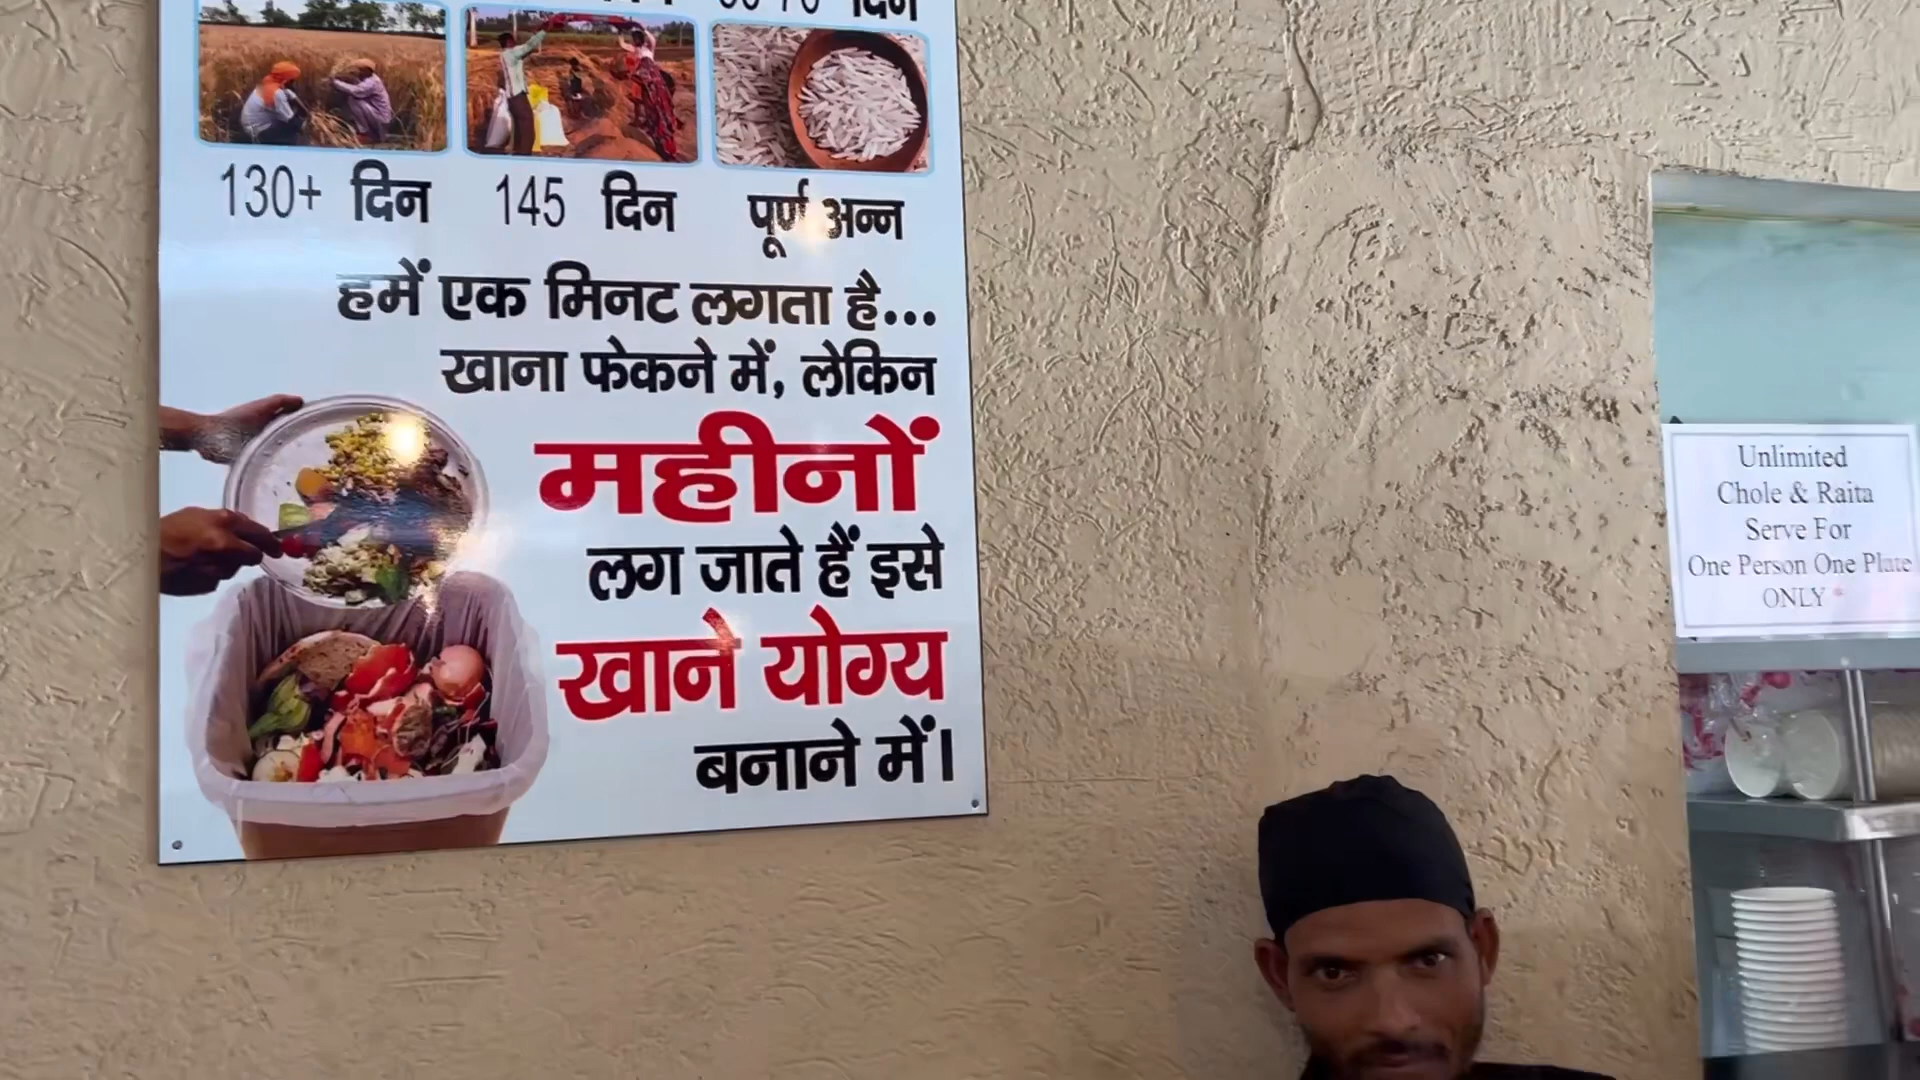 दिन
130+ दिन 145 दिन पूर्ण अन्न
हमें एक मिनट लगता है...
खाना फेकने में, लेकिन
महीनों
लग जाते हैं इसे
खाने योग्य
बनाने में।
Unlimited
Chole & Raita
Serve For
One Person One Plate
ONLY *